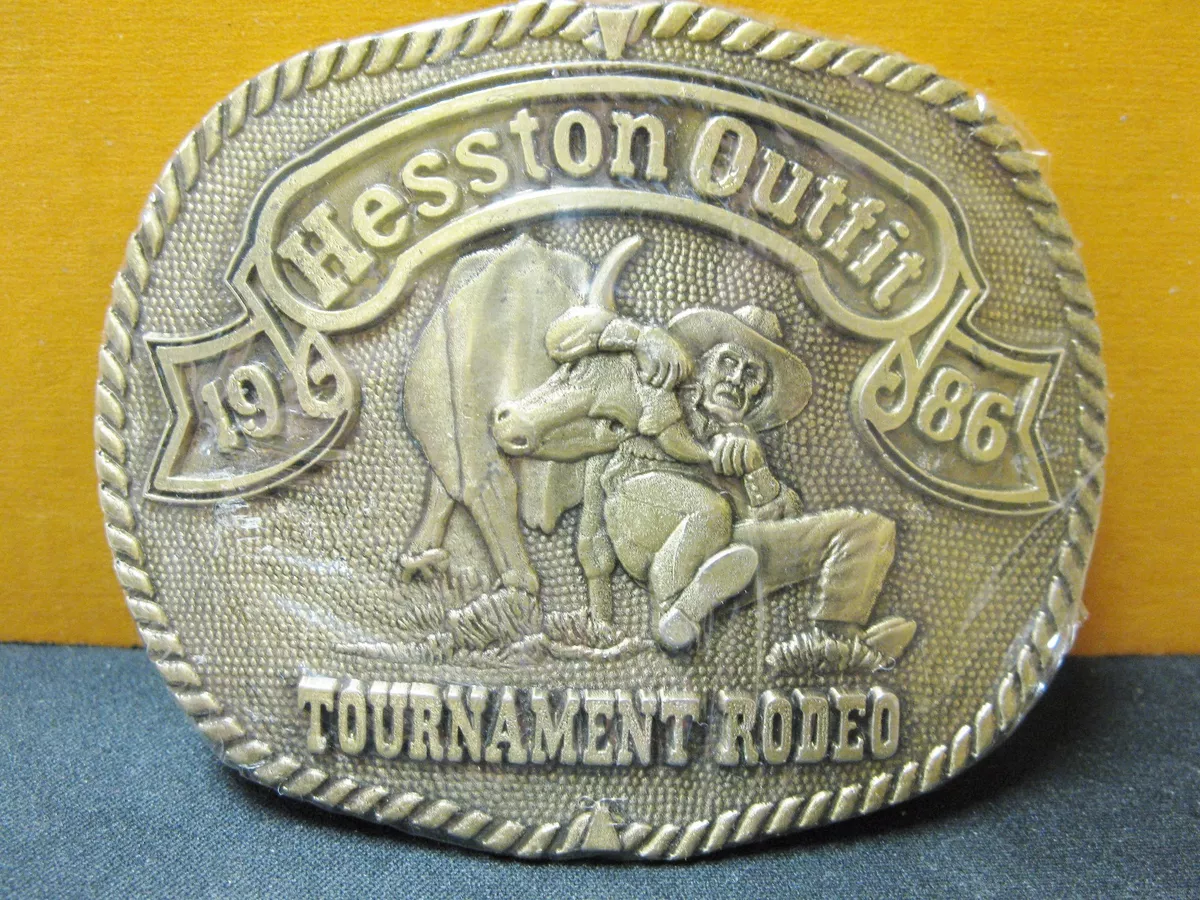 Hesston Outfit
19 86
TOURNAMENT RODEO